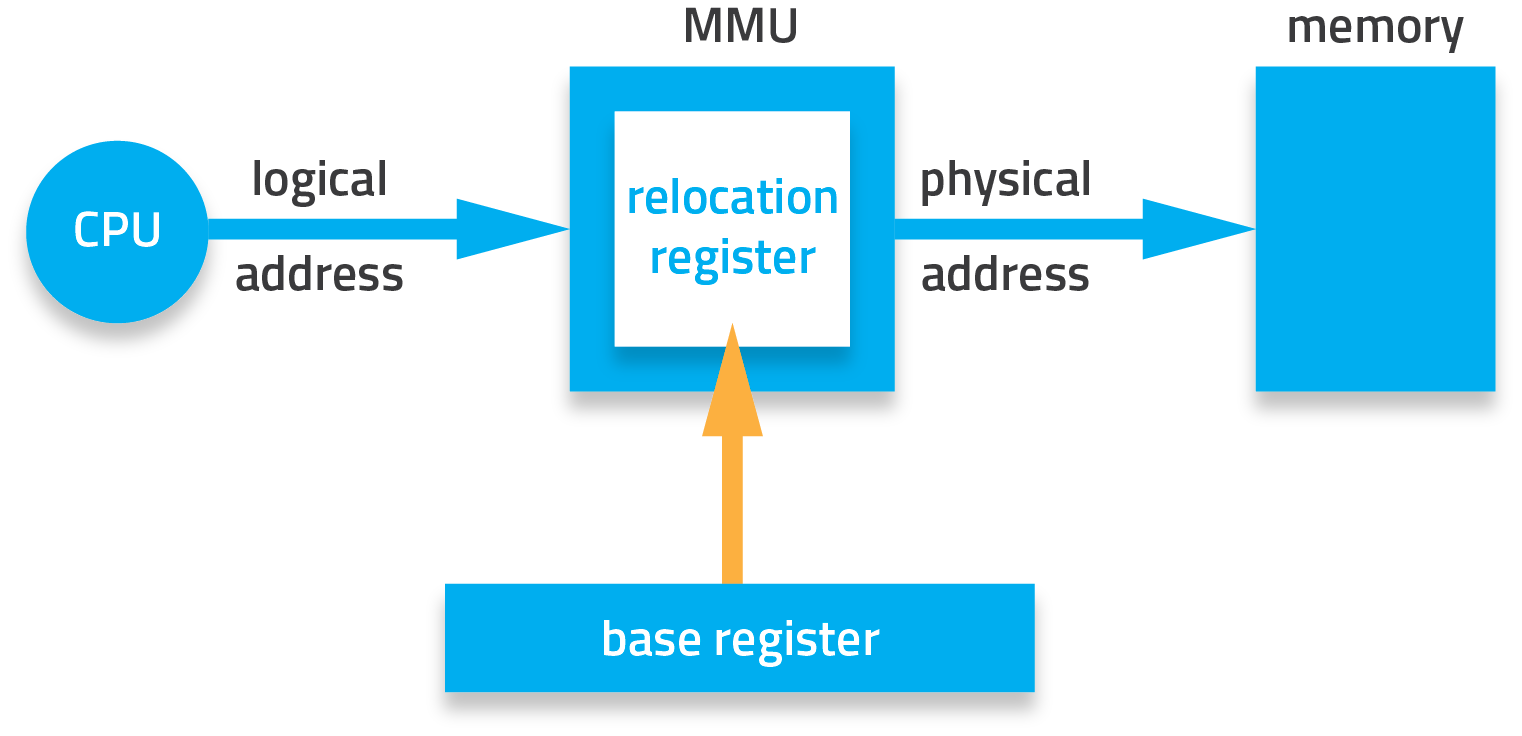 MMU
memory
CPU
logical
address
relocation
register
physical
address
base register